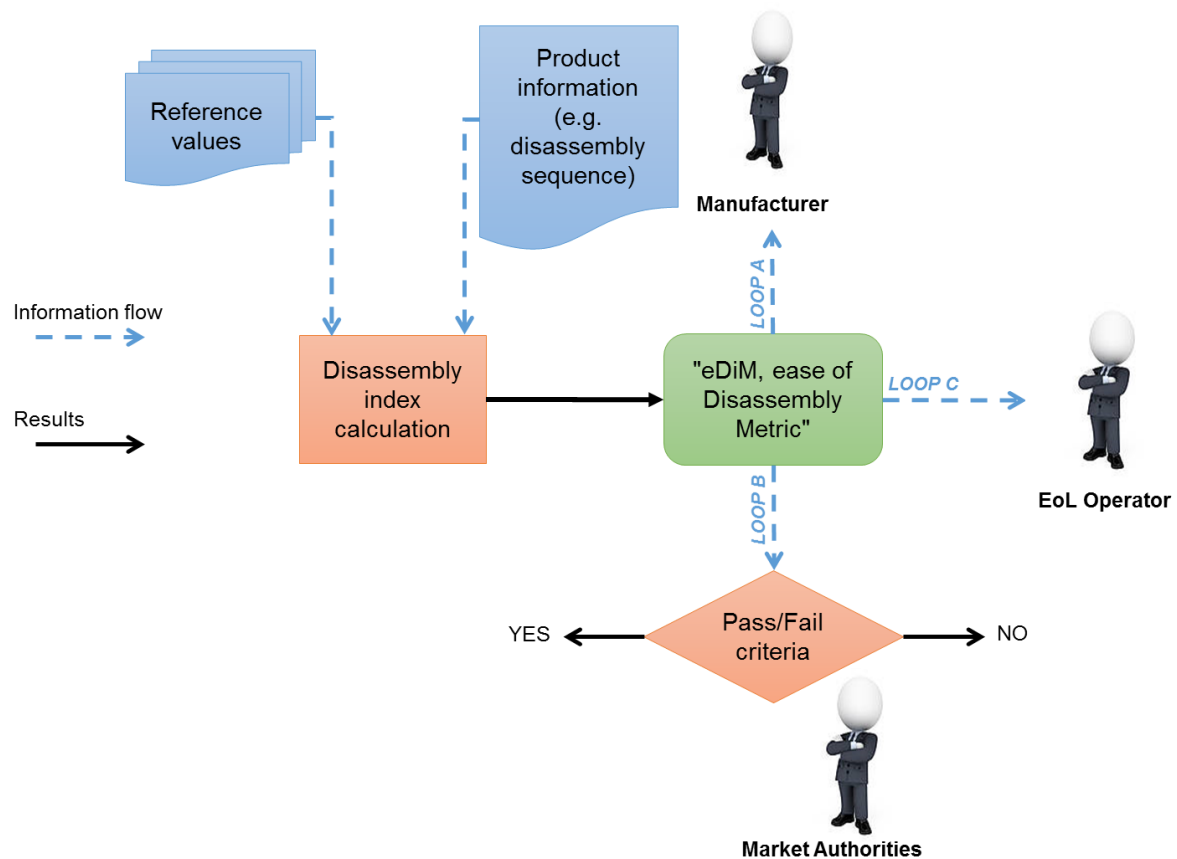 Reference
values
Product
information
(e.g.
disassembly
sequence)
Manufacturer
Information flow
Results
Disassembly
index
calculation
LOOP A
"eDiM, ease of
Disassembly
Metric"
LOOP C
EoL Operator
LOOP B
Pass/Fail
criteria
YES
NO
Market Authorities